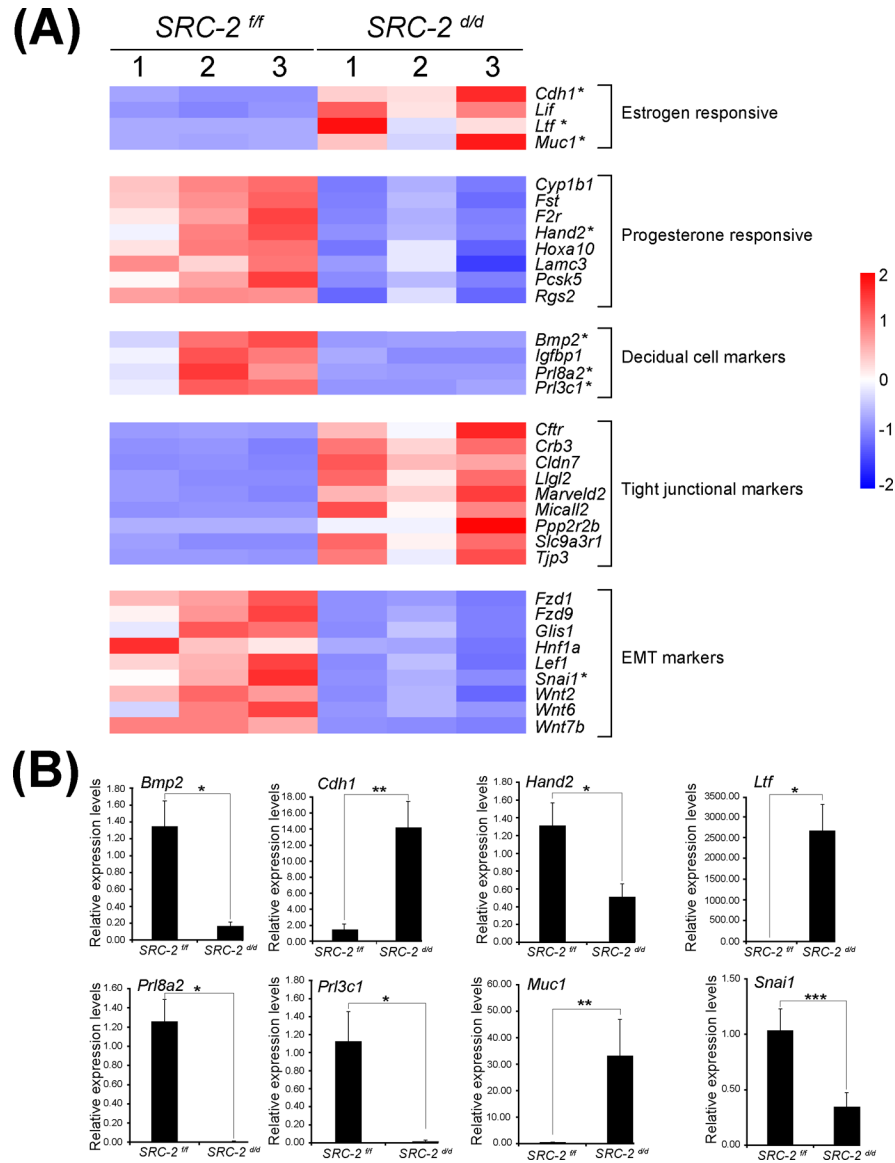 (A)
SRC-2 f/f SRC-2 d/d
1 2 3 1 2 3
Cdh1*
Lif
Ltf *
Muc1*
Estrogen responsive
Cyp1b1
Fst
F2r
Hand2*
Hoxa10
Lamc3
Pcsk5
Rgs2
Progesterone responsive
Bmp2*
Igfbp1
Prl8a2*
Prl3c1*
Decidual cell markers
Cftr
Crb3
Cldn7
Llgl2
Marveld2
Micall2
Ppp2r2b
Slc9a3r1
Tjp3
Tight junctional markers
Fzd1
Fzd9
Glis1
Hnf1a
Lef1
Snai1*
Wnt2
Wnt6
Wnt7b
EMT markers
2
1
0
-1
-2
(B)
Bmp2
Relative expression levels
1.80
1.60
1.40
1.20
1.00
0.80
0.60
0.40
0.20
0.00
*
SRC-2 f/f SRC-2 d/d
Cdh1
Relative expression levels
18.00
16.00
14.00
12.00
10.00
8.00
6.00
4.00
2.00
0.00
**
SRC-2 f/f SRC-2 d/d
Hand2
Relative expression levels
1.80
1.60
1.40
1.20
1.00
0.80
0.60
0.40
0.20
0.00
*
SRC-2 f/f SRC-2 d/d
Ltf
Relative expression levels
3500.00
3000.00
2500.00
2000.00
1500.00
1000.00
500.00
0.00
*
SRC-2 f/f SRC-2 d/d
Prl8a2
Relative expression levels
1.60
1.40
1.20
1.00
0.80
0.60
0.40
0.20
0.00
*
SRC-2 f/f SRC-2 d/d
Prl3c1
Relative expression levels
1.60
1.40
1.20
1.00
0.80
0.60
0.40
0.20
0.00
*
SRC-2 f/f SRC-2 d/d
Muc1
Relative expression levels
60.00
50.00
40.00
30.00
20.00
10.00
0.00
**
SRC-2 f/f SRC-2 d/d
Snai1
Relative expression levels
1.50
1.00
0.50
0.00
***
SRC-2 f/f SRC-2 d/d